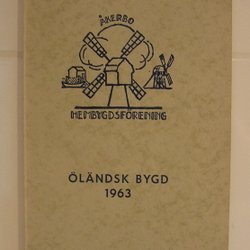 ÅKERBO
HEMBYGDSFÖRENING
ÖLÄNDSK BYGD
1963